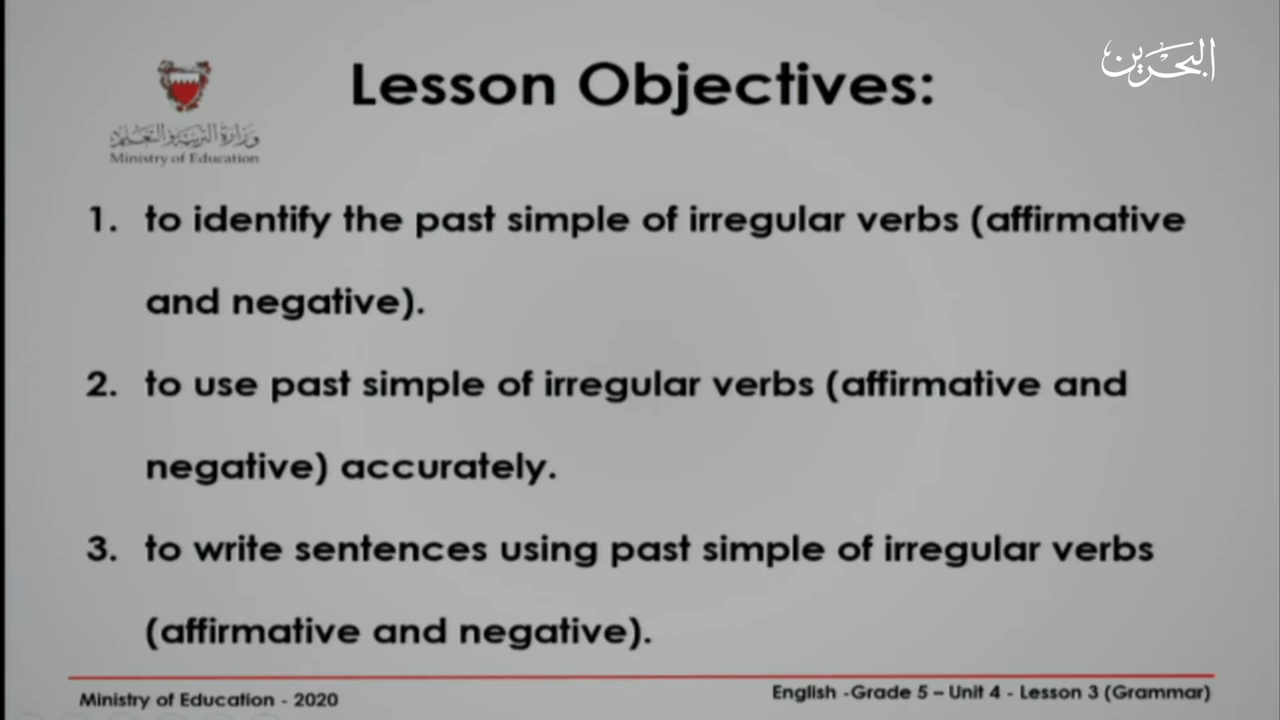 Lesson Objectives:
البحرين
وزارة التربية والتعليم
Ministry of Education
1. to identify the past simple of irregular verbs (affirmative
and negative).
2. to use past simple of irregular verbs (affirmative and
negative) accurately.
3. to write sentences using past simple of irregular verbs
(affirmative and negative).
Ministry of Education - 2020
English -Grade 5 – Unit 4 - Lesson 3 (Grammar)